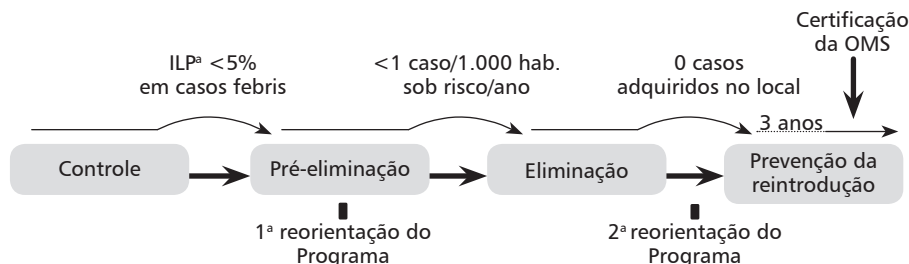 Certificação
da OMS
ILPª <5%
em casos febris
<1 caso/1.000 hab.
sob risco/ano
0 casos
adquiridos no local
3 anos
Controle
Pré-eliminação
Eliminação
Prevenção da
reintrodução
1ª reorientação do
Programa
2ª reorientação do
Programa